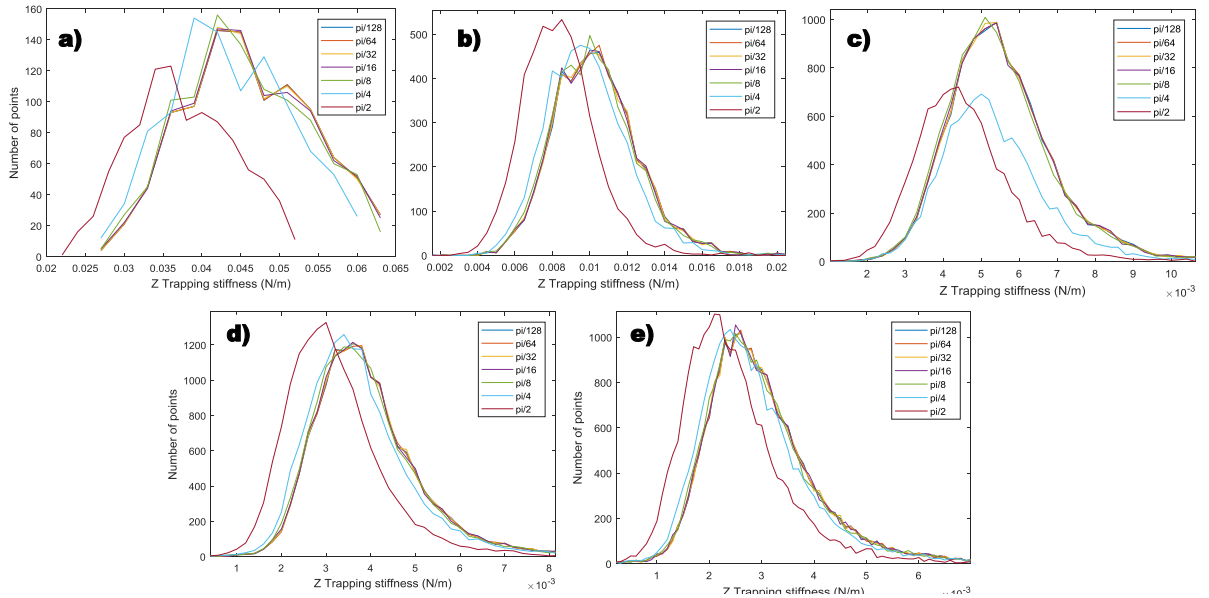 a)
160
140
120
100
80
60
40
20
0
Number of points
0.02 0.025 0.03 0.035 0.04 0.045 0.05 0.055 0.06 0.065
Z Trapping stiffness (N/m)
pi/128
pi/64
pi/32
pi/16
pi/8
pi/4
pi/2
b)
500
400
300
200
100
0
0.002 0.004 0.006 0.008 0.01 0.012 0.014 0.016 0.018 0.02
Z Trapping stiffness (N/m)
pi/128
pi/64
pi/32
pi/16
pi/8
pi/4
pi/2
c)
1000
800
600
400
200
0
2 3 4 5 6 7 8 9 10
Z Trapping stiffness (N/m)
× 10⁻³
pi/128
pi/64
pi/32
pi/16
pi/8
pi/4
pi/2
d)
1200
1000
800
600
400
200
0
Number of points
1 2 3 4 5 6 7 8
Z Trapping stiffness (N/m)
× 10⁻³
pi/128
pi/64
pi/32
pi/16
pi/8
pi/4
pi/2
e)
1000
800
600
400
200
0
Number of points
1 2 3 4 5 6
Z Trapping stiffness (N/m)
×10⁻³
pi/128
pi/64
pi/32
pi/16
pi/8
pi/4
pi/2